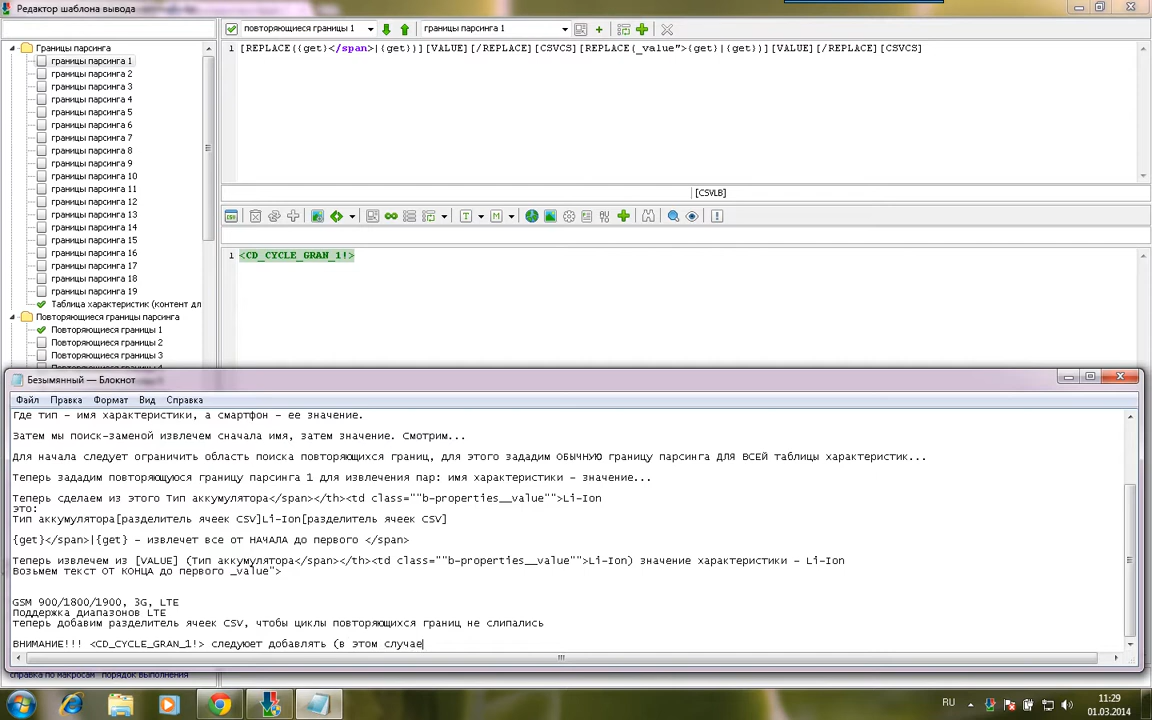 Редактор шаблона вывода
Границы парсинга
границы парсинга 1
границы парсинга 2
границы парсинга 3
границы парсинга 4
границы парсинга 5
границы парсинга 6
границы парсинга 7
границы парсинга 8
границы парсинга 9
границы парсинга 10
границы парсинга 11
границы парсинга 12
границы парсинга 13
границы парсинга 14
границы парсинга 15
границы парсинга 16
границы парсинга 17
границы парсинга 18
границы парсинга 19
Таблица характеристик (контент дл
Повторяющиеся границы парсинга
Повторяющиеся границы 1
Повторяющиеся границы 2
Повторяющиеся границы 3
повторяющиеся границы 1
границы парсинга 1
1 [REPLACE({get}</span>|{get})][VALUE][/REPLACE][CSVCS][REPLACE(_value">{get}|{get})][VALUE][/REPLACE][CSVCS]
[CSVLB]
1 <CD_CYCLE_GRAN_1!>
Безымянный — Блокнот
Файл Правка Формат Вид Справка
Где тип – имя характеристики, а смартфон – ее значение.
Затем мы поиск-заменой извлечем сначала имя, затем значение. Смотрим...
Для начала следует ограничить область поиска повторяющихся границ, для этого зададим ОБЫЧНУЮ границу парсинга ДЛЯ ВСЕЙ таблицы характеристик...
Теперь зададим повторяющуюся границу парсинга 1 для извлечения пар: имя характеристики – значение...
Теперь сделаем из этого Тип аккумулятора</span></th><td class=""b-properties__value"">Li-Ion
это:
Тип аккумулятора[разделитель ячеек CSV]Li-Ion[разделитель ячеек CSV]
{get}</span>|{get} – извлечет все от НАЧАЛА до первого </span>
Теперь извлечем из [VALUE] (Тип аккумулятора</span></th><td class=""b-properties__value"">Li-Ion) значение характеристики – Li-Ion
Возьмем текст ОТ КОНЦА до первого _value">
GSM 900/1800/1900, 3G, LTE
Поддержка диапазонов LTE
теперь добавим разделитель ячеек CSV, чтобы циклы повторяющихся границ не слипались
ВНИМАНИЕ!!! <CD_CYCLE_GRAN_1!> следуюет добавлять (в этом случае
справка по макросам порядок выполнения
RU
11:29
01.03.2014